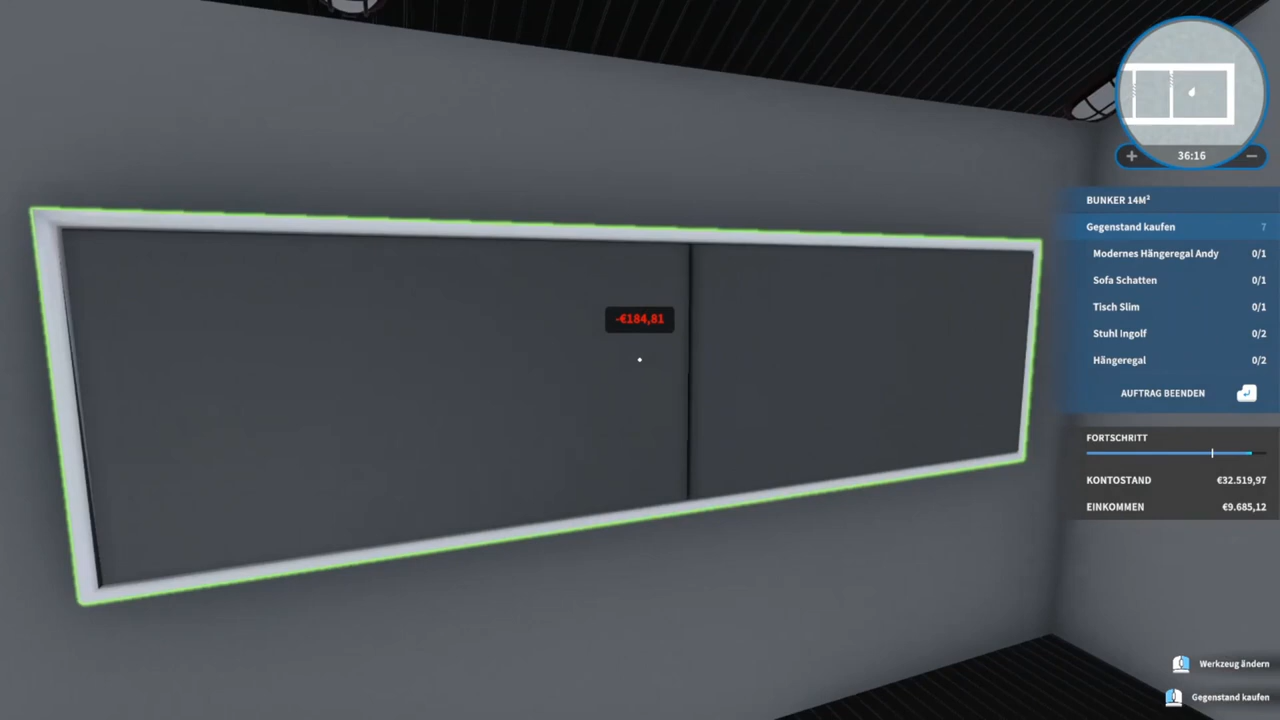 36:16
BUNKER 14M²
Gegenstand kaufen 7
Modernes Hängeregal Andy 0/1
Sofa Schatten 0/1
Tisch Slim 0/1
Stuhl Ingolf 0/2
Hängeregal 0/2
AUFTRAG BEENDEN
-€184,81
FORTSCHRITT
KONTOSTAND €32.519,97
EINKOMMEN €9.685,12
Werkzeug ändern
Gegenstand kaufen